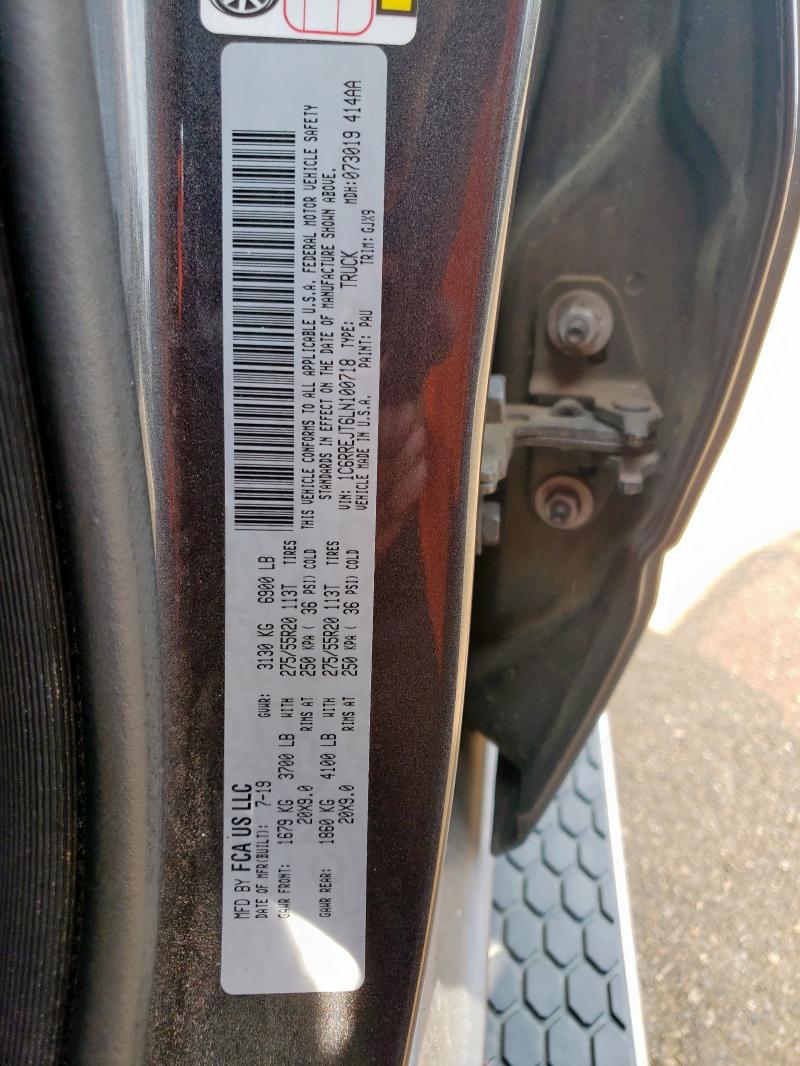 MFD BY FCA US LLC
DATE OF MFR(BUILT): 7-19 GVWR: 3130 KG 6900 LB
GAWR FRONT: 1679 KG 3700 LB WITH 275/55R20 113T TIRES
20X9.0 RIMS AT 250 KPA ( 36 PSI) COLD
GAWR REAR: 1860 KG 4100 LB WITH 275/55R20 113T TIRES
20X9.0 RIMS AT 250 KPA ( 36 PSI) COLD
THIS VEHICLE CONFORMS TO ALL APPLICABLE U.S.A. FEDERAL MOTOR VEHICLE SAFETY
STANDARDS IN EFFECT ON THE DATE OF MANUFACTURE SHOWN ABOVE.
VIN: 1C6RREJT6LN100718 TYPE: TRUCK MDH:073019 414AA
VEHICLE MADE IN U.S.A. PAINT: PAU TRIM: GJX9